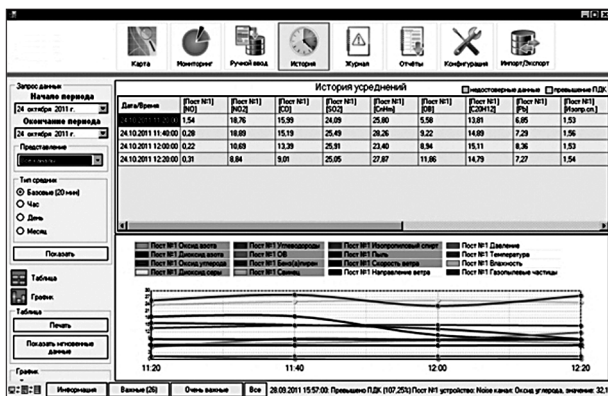 Карта
Мониторинг
Ручной ввод
История
Журнал
Отчёты
Конфигурация
Импорт/Экспорт
Запрос данных
Начало периода
24 октября 2011 г.
Окончание периода
24 октября 2011 г.
Представление
Тип средних
Базовые (20 мин)
Час
День
Месяц
Показать
Таблица
График
Таблица
Печать
Показать мгновенные
данные
График
История усреднений
недостоверные данные превышение ПДК
Дата/Время [Пост №1] [NO] [Пост №1] [NO2] [Пост №1] [CO] [Пост №1] [SO2] [Пост №1] [CnHm] [Пост №1] [ОВ] [Пост №1] [C20H12] [Пост №1] [Pb] [Пост №1] [Изопр.сп.]
24.10.2011 11:20:00 1,54 18,76 15,99 24,09 25,80 5,58 13,81 6,85 1,53
24.10.2011 11:40:00 0,28 18,89 15,19 25,49 28,26 9,22 14,89 7,29 1,56
24.10.2011 12:00:00 0,22 10,69 13,39 25,91 23,40 8,94 15,11 8,36 1,53
24.10.2011 12:20:00 0,31 8,84 9,01 25,05 27,87 11,86 14,79 7,27 1,54
Пост №1 Оксид азота Пост №1 Углеводороды Пост №1 Изопропиловый спирт Пост №1 Давление
Пост №1 Диоксид азота Пост №1 ОВ Пост №1 Пыль Пост №1 Температура
Пост №1 Оксид углерода Пост №1 Бенз(а)пирен Пост №1 Скорость ветра Пост №1 Влажность
Пост №1 Диоксид серы Пост №1 Свинец Пост №1 Направление ветра Пост №1 Газопылевые частицы
11:20 11:40 12:00 12:20
Информация Важные (26) Очень важные Все 28.09.2011 15:57:00: Превышено ПДК (107,25%) Пост №1 устройство: Noise канал: Оксид углерода, значение: 32,1